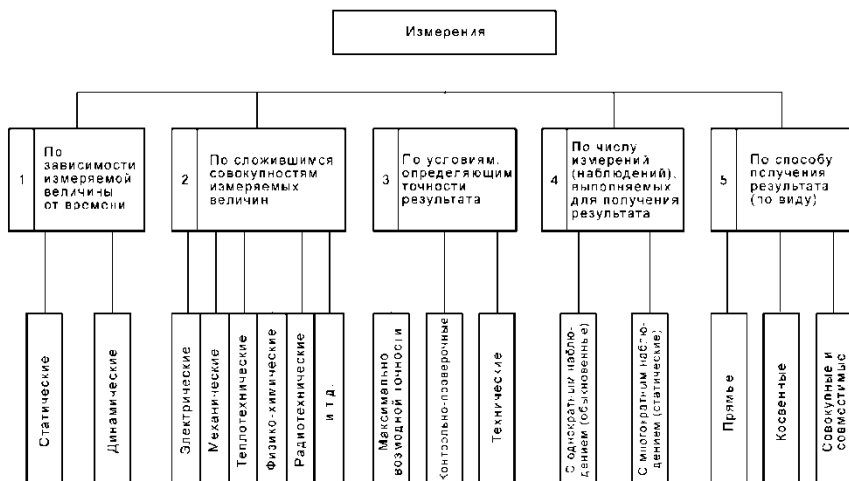 Измерения
1
По
зависимости
измеряемой
величины
от времени
2
По сложившимся
совокупностям
измеряемых
величин
3
По условиям,
определяющим
точности
результата
4
По числу
измерений
(наблюдений),
выполняемых
для получения
результата
5
По способу
получения
результата
(по виду)
Статические
Динамические
Электрические
Механические
Теплотехнические
Физико-химические
Радиотехнические
и т д.
Максимально
возмодной точности
Контрольно-проверочные
Технические
С однократным наблю-
дением (обыкновенные)
С многократным наблю-
дением (статические)
Прямые
Косвенные
Совокупные и
совместимые